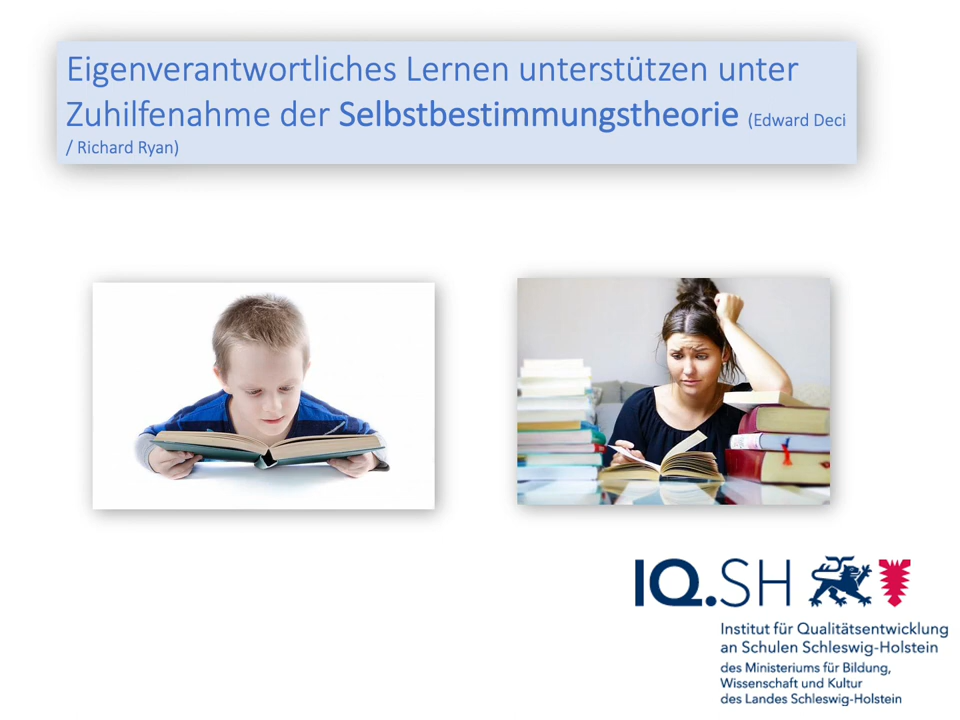 Eigenverantwortliches Lernen unterstützen unter
Zuhilfenahme der Selbstbestimmungstheorie (Edward Deci
/ Richard Ryan)
IQ.SH
Institut für Qualitätsentwicklung
an Schulen Schleswig-Holstein
des Ministeriums für Bildung,
Wissenschaft und Kultur
des Landes Schleswig-Holstein